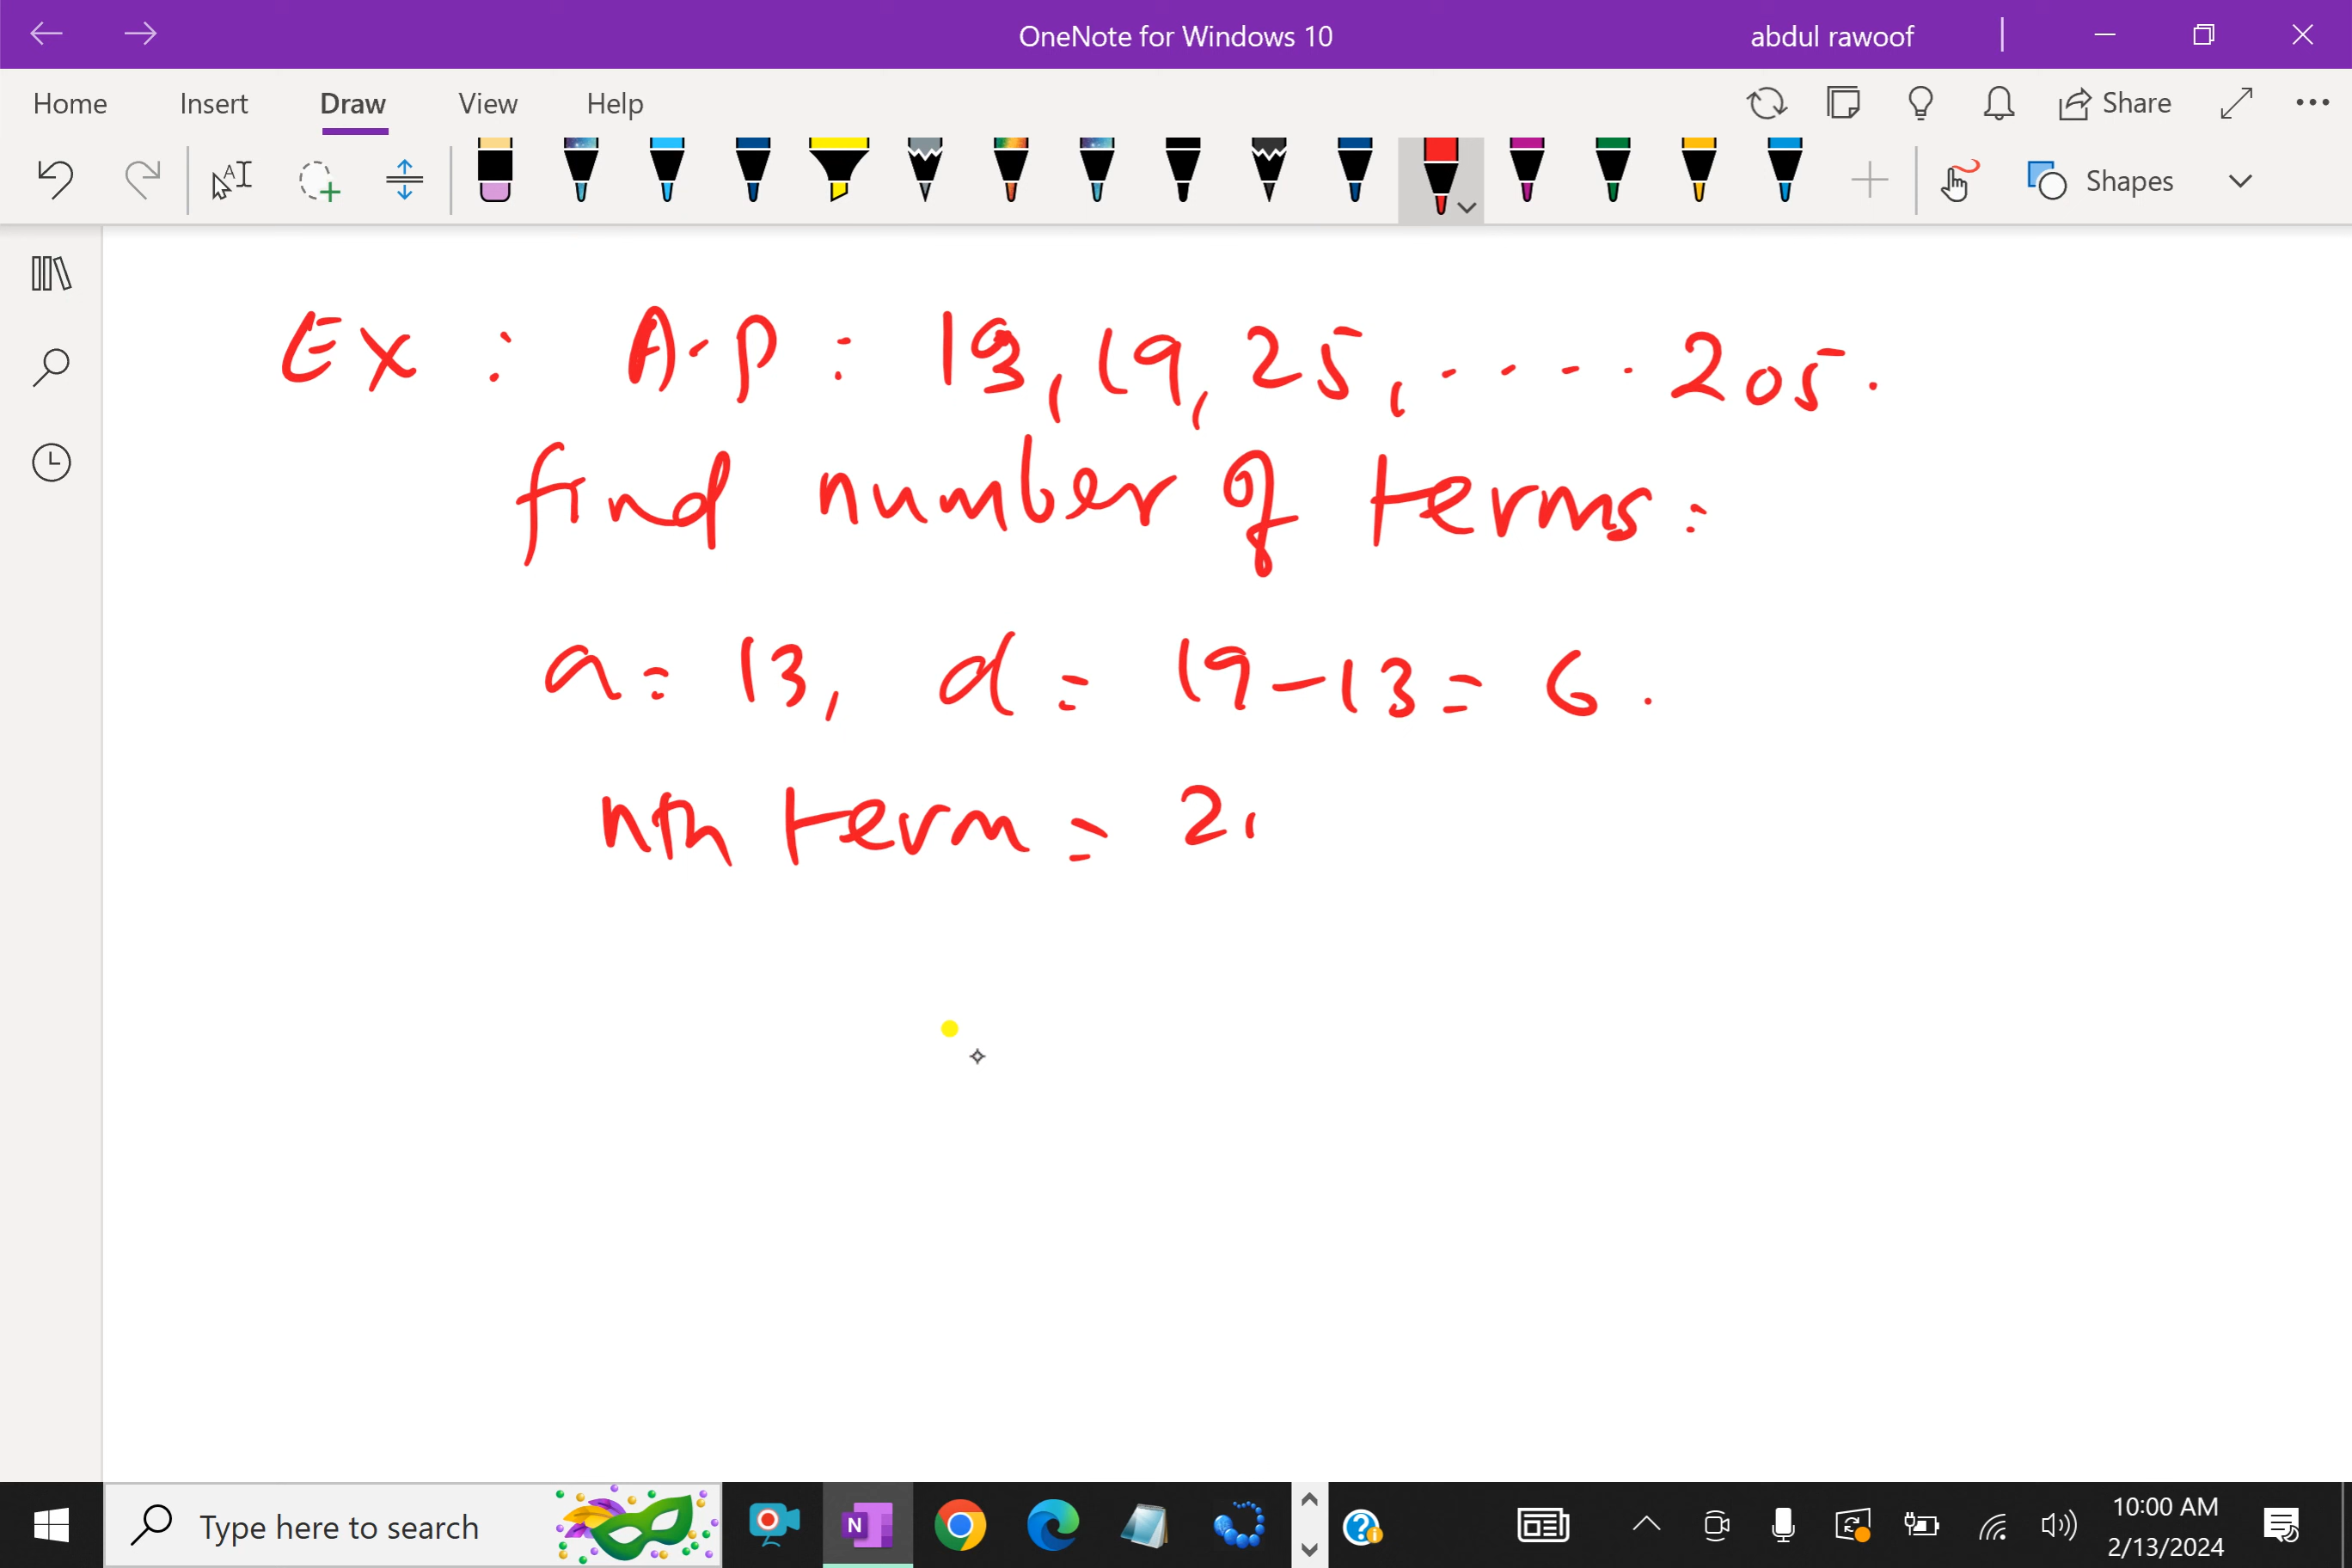 OneNote for Windows 10
abdul rawoof
Home Insert Draw View Help
Share
Shapes
Ex : A.P : 13, 19, 25, ..... 205.
find number of terms:
a = 13, d = 19 - 13 = 6.
nth term = 20
Type here to search
10:00 AM
2/13/2024